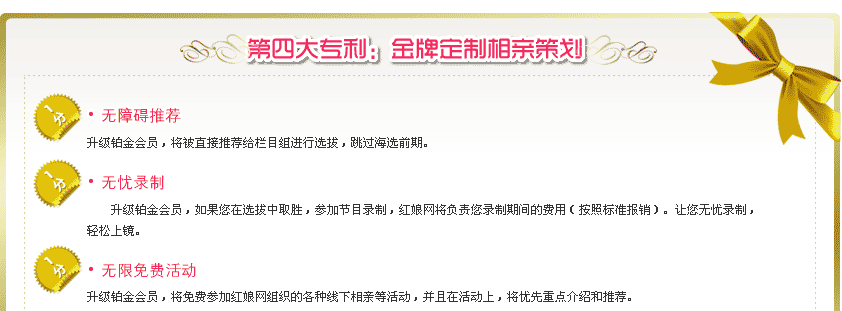 第四大专利：金牌定制相亲策划
1分
• 无障碍推荐
升级铂金会员，将被直接推荐给栏目组进行选拔，跳过海选前期。
1分
• 无忧录制
升级铂金会员，如果您在选拔中取胜，参加节目录制，红娘网将负责您录制期间的费用（按照标准报销）。让您无忧录制，
轻松上镜。
1分
• 无限免费活动
升级铂金会员，将免费参加红娘网组织的各种线下相亲等活动，并且在活动上，将优先重点介绍和推荐。